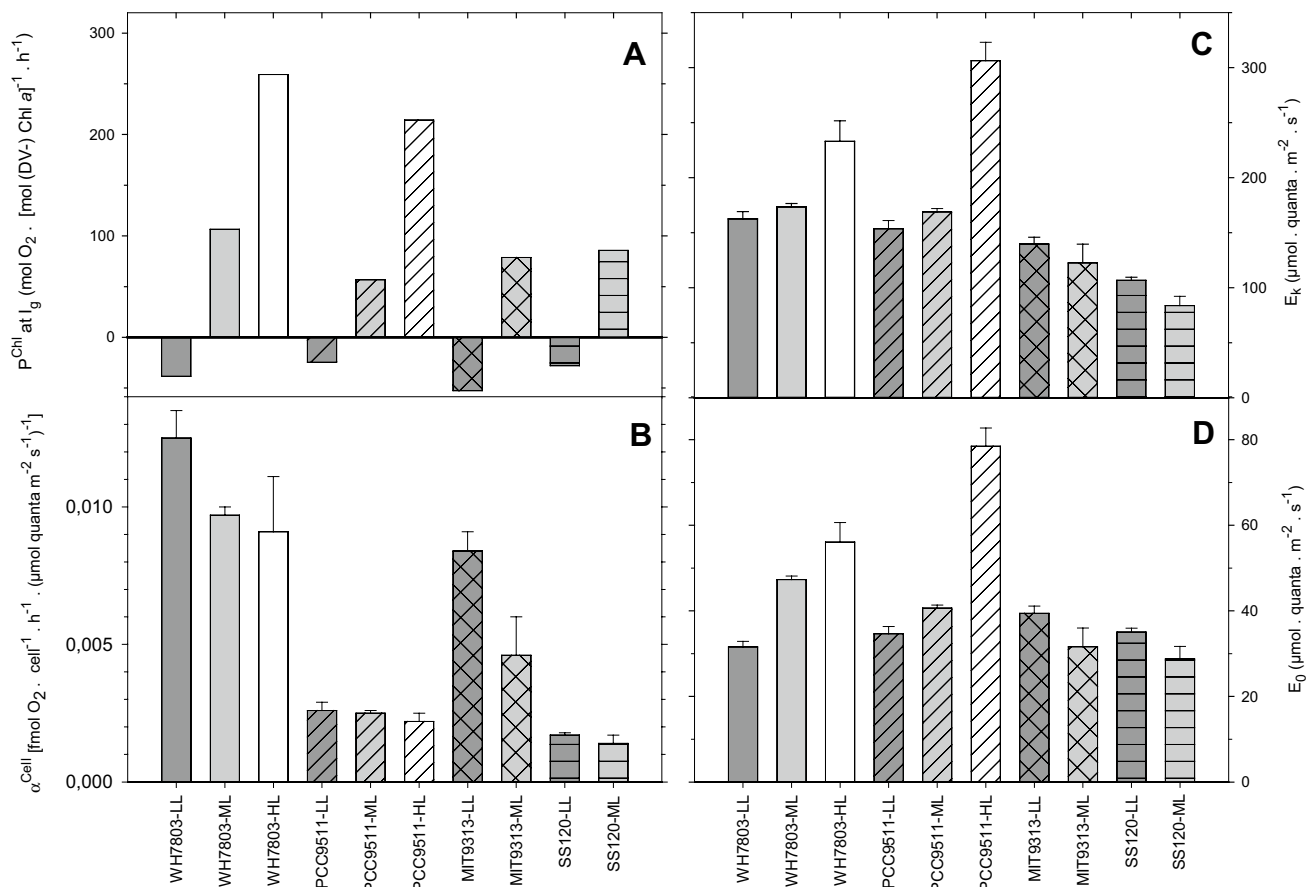 A
300
200
100
0
P^Chl at I_g (mol O₂ . [mol (DV-) Chl a]⁻¹ . h⁻¹)
B
0,010
0,005
0,000
α^Cell [fmol O₂ . cell⁻¹ . h⁻¹ . (µmol quanta m⁻² s⁻¹)⁻¹]
WH7803-LL
WH7803-ML
WH7803-HL
PCC9511-LL
PCC9511-ML
PCC9511-HL
MIT9313-LL
MIT9313-ML
SS120-LL
SS120-ML
C
300
200
100
0
E_k (µmol . quanta . m⁻² . s⁻¹)
D
80
60
40
20
0
E₀ (µmol . quanta . m⁻² . s⁻¹)
WH7803-LL
WH7803-ML
WH7803-HL
PCC9511-LL
PCC9511-ML
PCC9511-HL
MIT9313-LL
MIT9313-ML
SS120-LL
SS120-ML